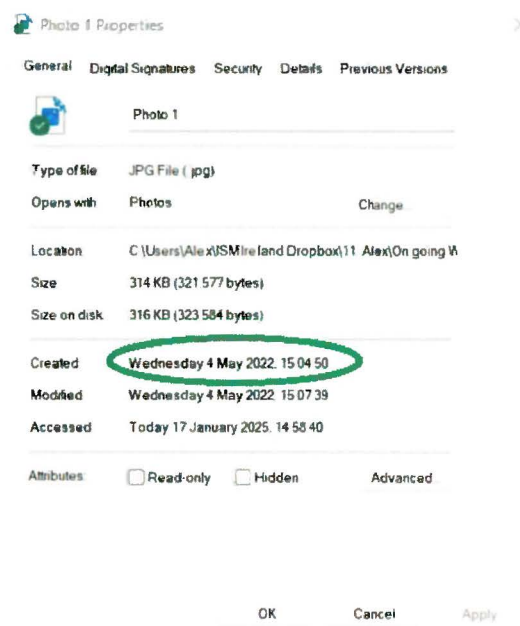 Photo 1 Properties
General Digital Signatures Security Details Previous Versions
Photo 1
Type of file JPG File (.jpg)
Opens with Photos Change
Location C \Users\Alex\ISMIreland Dropbox\11 Alex\On going W
Size 314 KB (321 577 bytes)
Size on disk 316 KB (323 584 bytes)
Created Wednesday 4 May 2022. 15 04 50
Modified Wednesday 4 May 2022 15 07 39
Accessed Today 17 January 2025. 14 58 40
Attributes Read-only Hidden Advanced
OK Cancel Apply